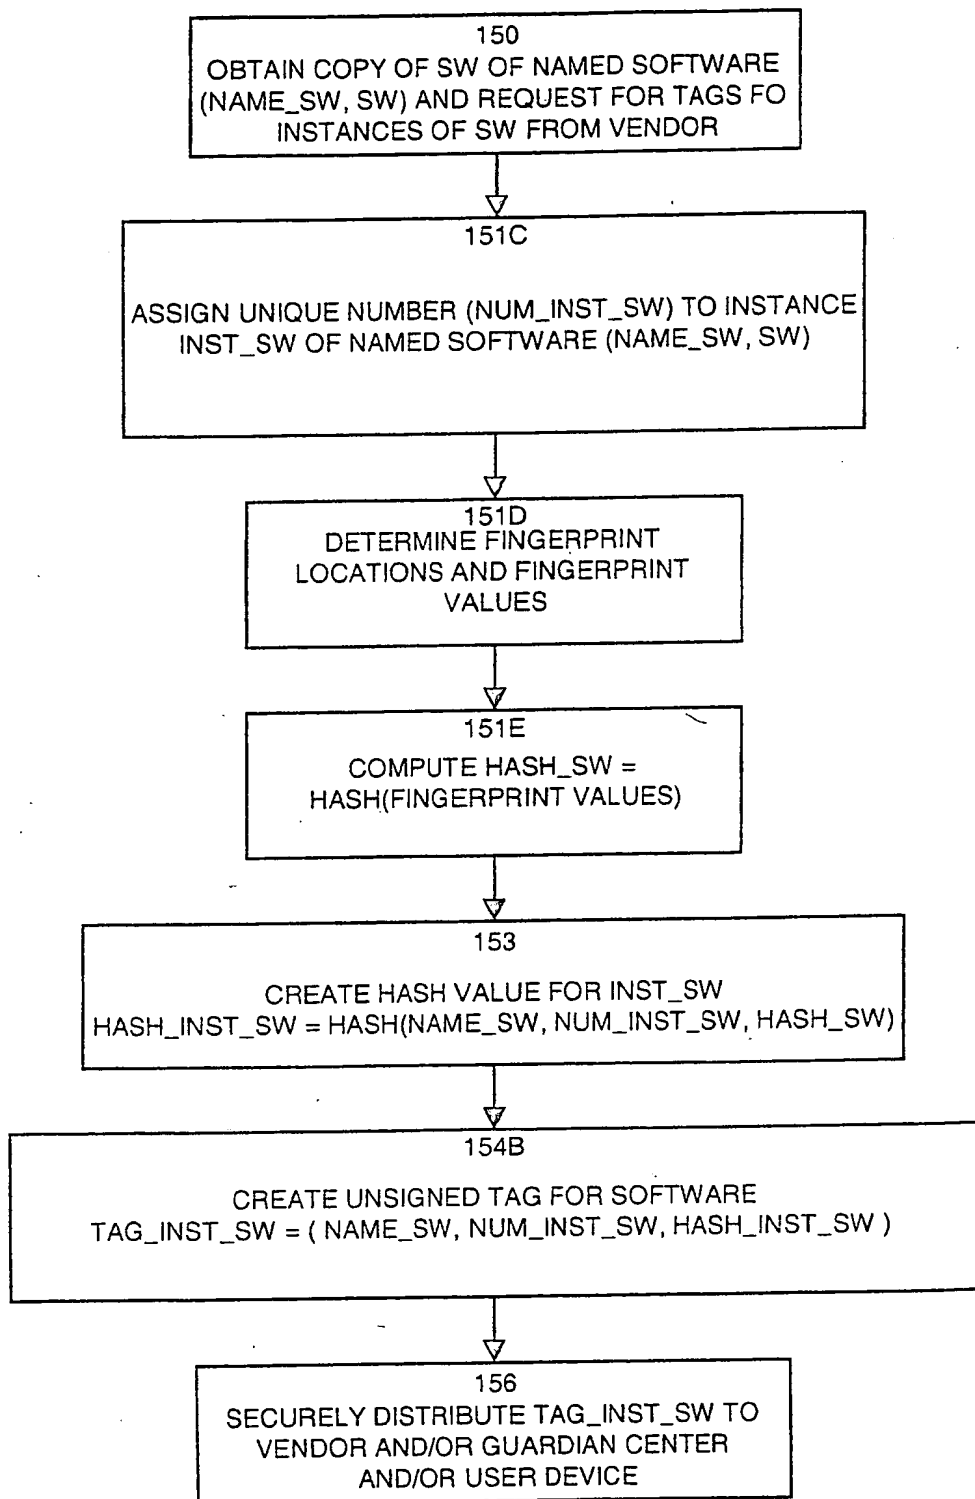 150
OBTAIN COPY OF SW OF NAMED SOFTWARE
(NAME_SW, SW) AND REQUEST FOR TAGS FO
INSTANCES OF SW FROM VENDOR
151C
ASSIGN UNIQUE NUMBER (NUM_INST_SW) TO INSTANCE
INST_SW OF NAMED SOFTWARE (NAME_SW, SW)
151D
DETERMINE FINGERPRINT
LOCATIONS AND FINGERPRINT
VALUES
151E
COMPUTE HASH_SW =
HASH(FINGERPRINT VALUES)
153
CREATE HASH VALUE FOR INST_SW
HASH_INST_SW = HASH(NAME_SW, NUM_INST_SW, HASH_SW)
154B
CREATE UNSIGNED TAG FOR SOFTWARE
TAG_INST_SW = ( NAME_SW, NUM_INST_SW, HASH_INST_SW )
156
SECURELY DISTRIBUTE TAG_INST_SW TO
VENDOR AND/OR GUARDIAN CENTER
AND/OR USER DEVICE